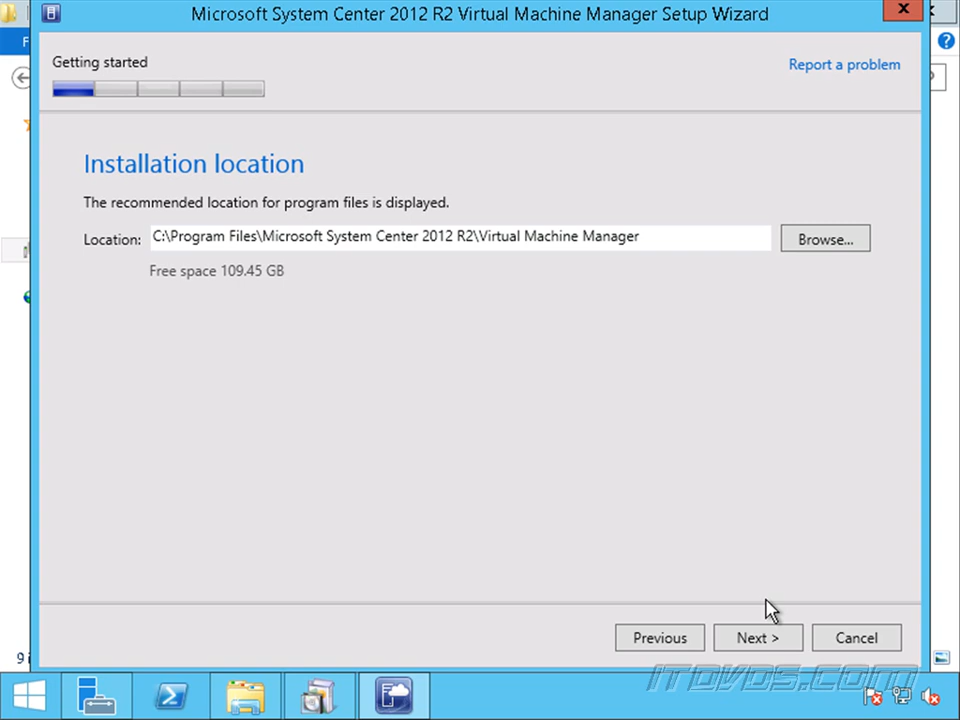 Microsoft System Center 2012 R2 Virtual Machine Manager Setup Wizard
x
F
?
Getting started
Report a problem
Installation location
The recommended location for program files is displayed.
Location: C:\Program Files\Microsoft System Center 2012 R2\Virtual Machine Manager Browse...
Free space 109.45 GB
Previous Next > Cancel
9 i
ITDVDS.COM